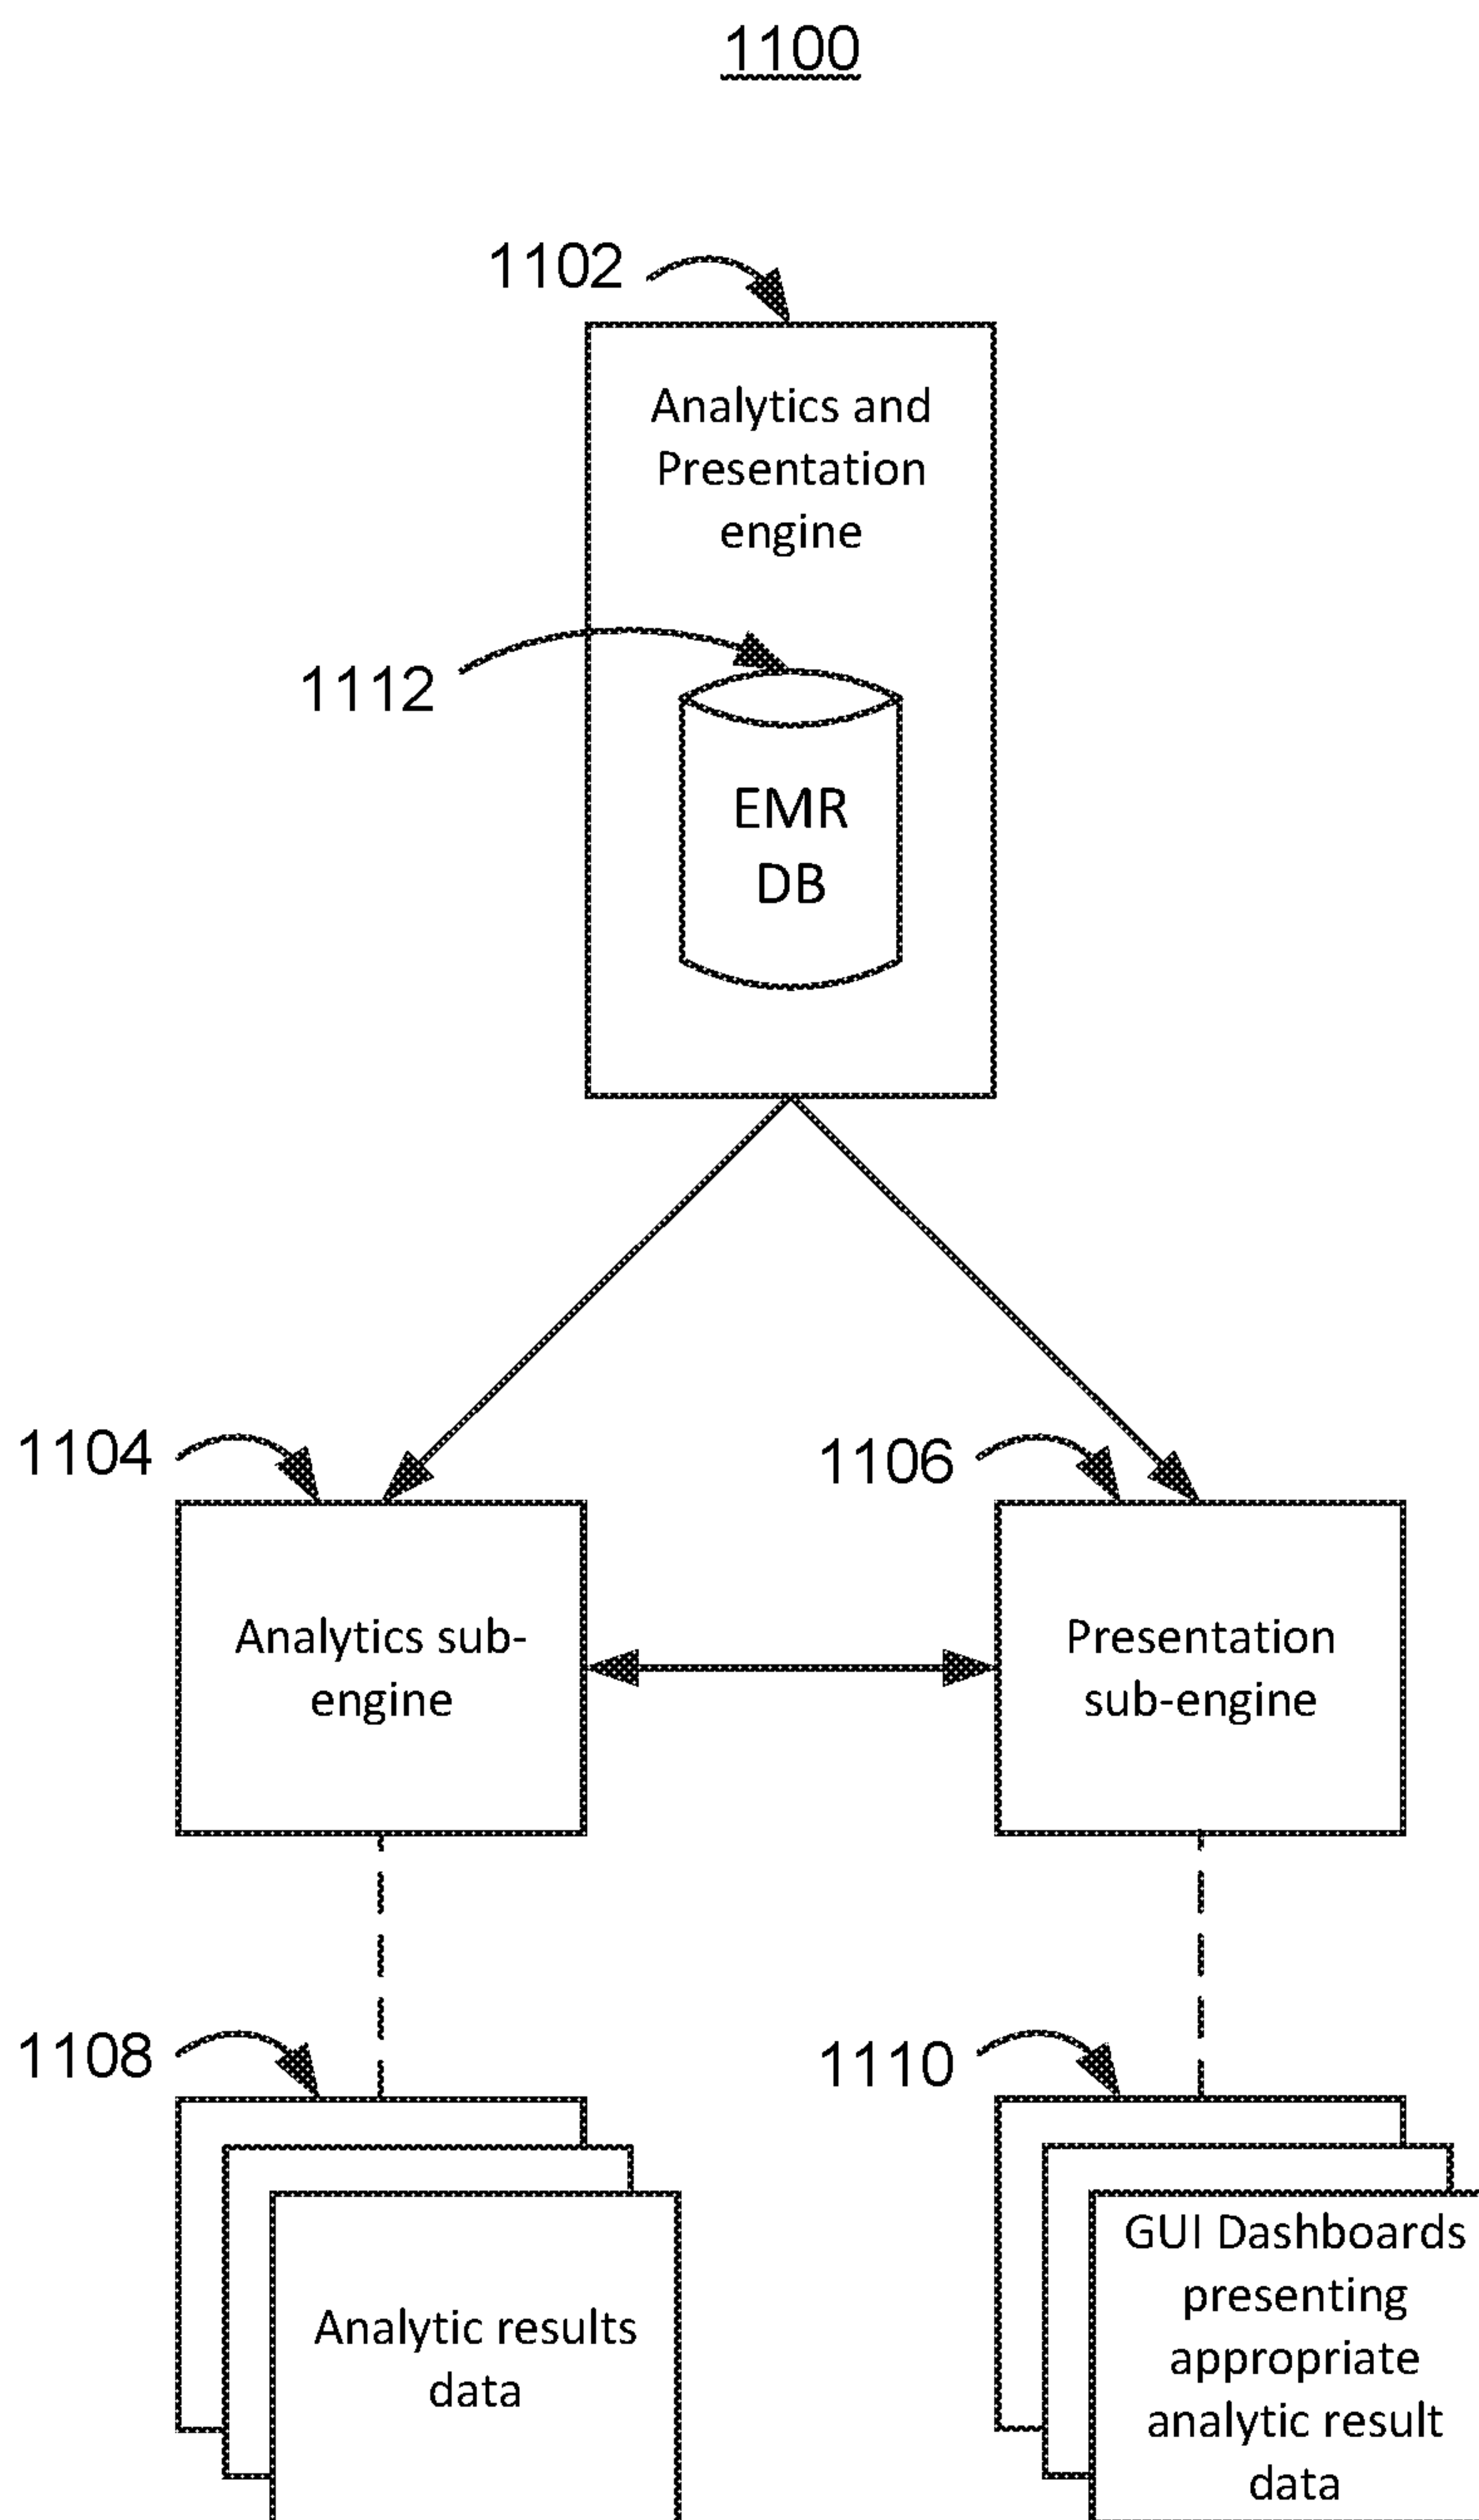 1100
1102
Analytics and
Presentation
engine
1112
EMR
DB
1104
1106
Analytics sub-
engine
Presentation
sub-engine
1108
1110
Analytic results
data
GUI Dashboards
presenting
appropriate
analytic result
data